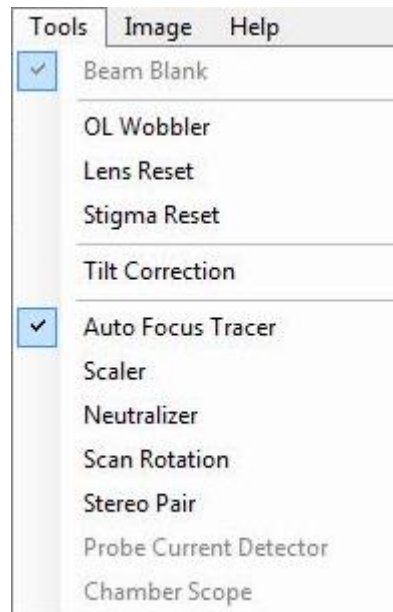 Tools Image Help
Beam Blank
OL Wobbler
Lens Reset
Stigma Reset
Tilt Correction
Auto Focus Tracer
Scaler
Neutralizer
Scan Rotation
Stereo Pair
Probe Current Detector
Chamber Scope